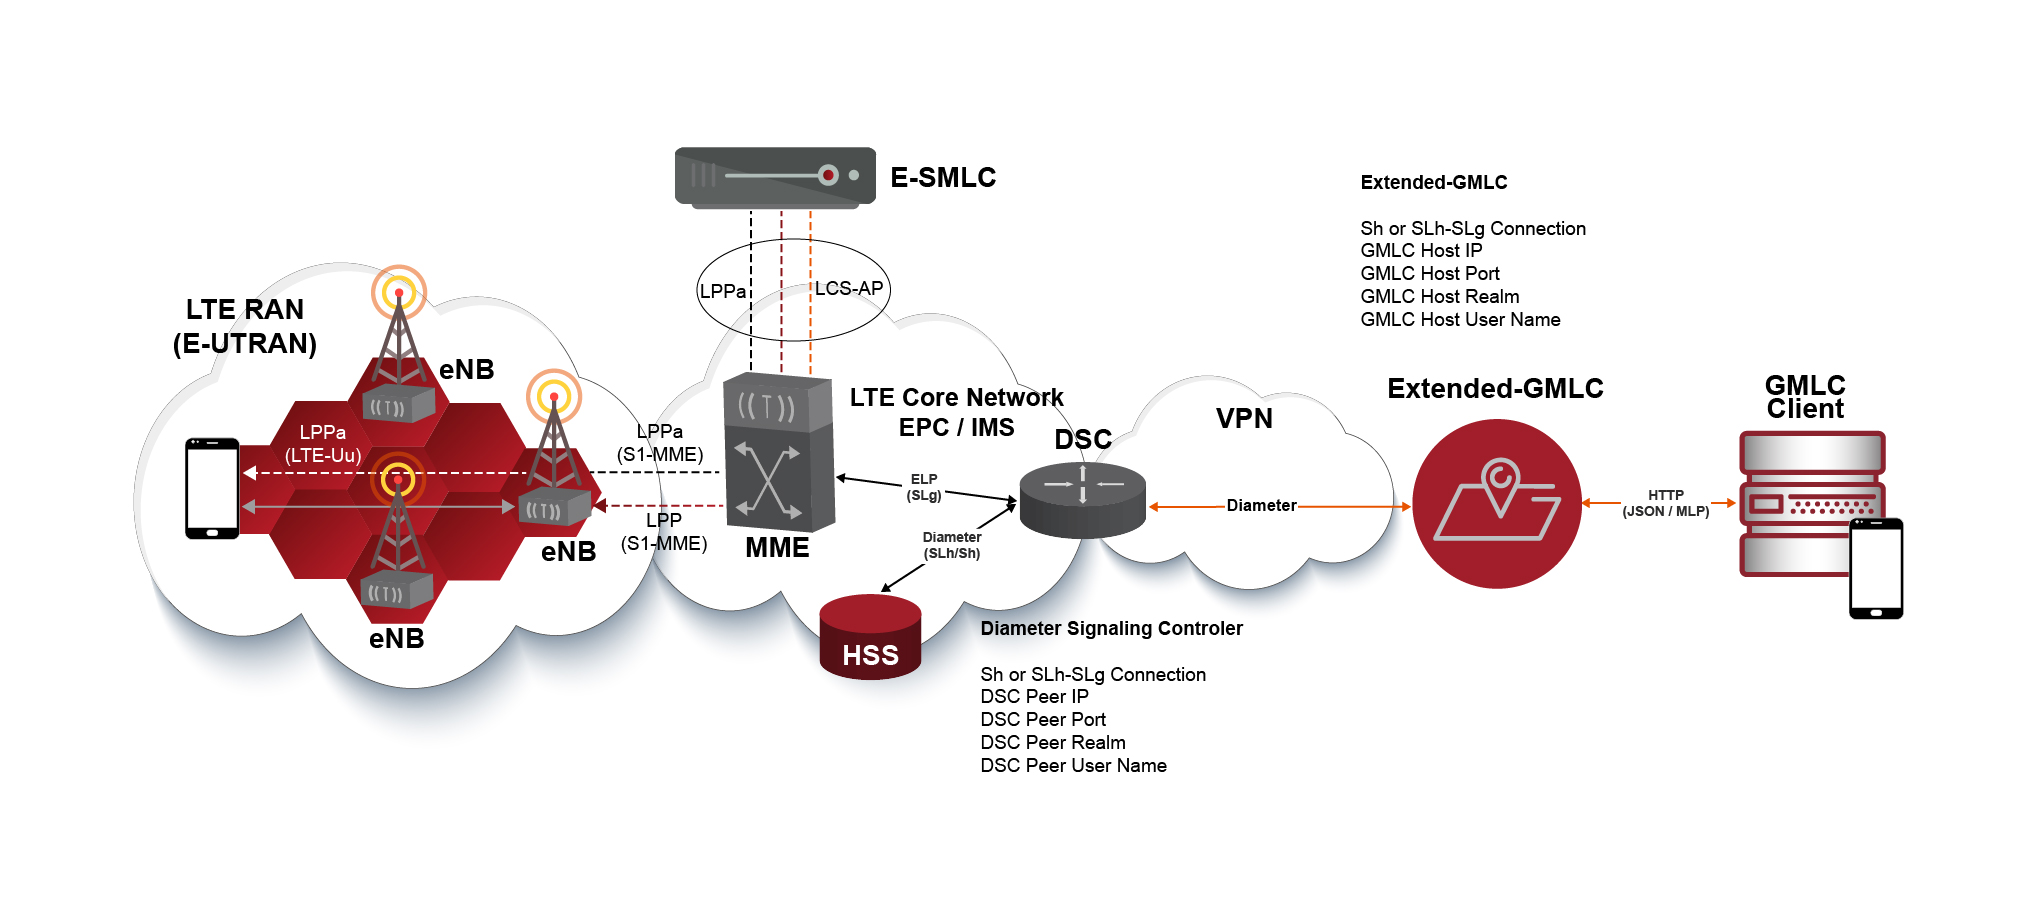 E-SMLC
LPPa
LCS-AP
Extended-GMLC
Sh or SLh-SLg Connection
GMLC Host IP
GMLC Host Port
GMLC Host Realm
GMLC Host User Name
LTE RAN
(E-UTRAN)
eNB
LPPa
(LTE-Uu)
eNB
eNB
LPPa
(S1-MME)
LPP
(S1-MME)
MME
LTE Core Network
EPC / IMS
ELP
(SLg)
Diameter
(SLh/Sh)
HSS
DSC
VPN
Diameter
Extended-GMLC
HTTP
(JSON / MLP)
GMLC
Client
Diameter Signaling Controler
Sh or SLh-SLg Connection
DSC Peer IP
DSC Peer Port
DSC Peer Realm
DSC Peer User Name